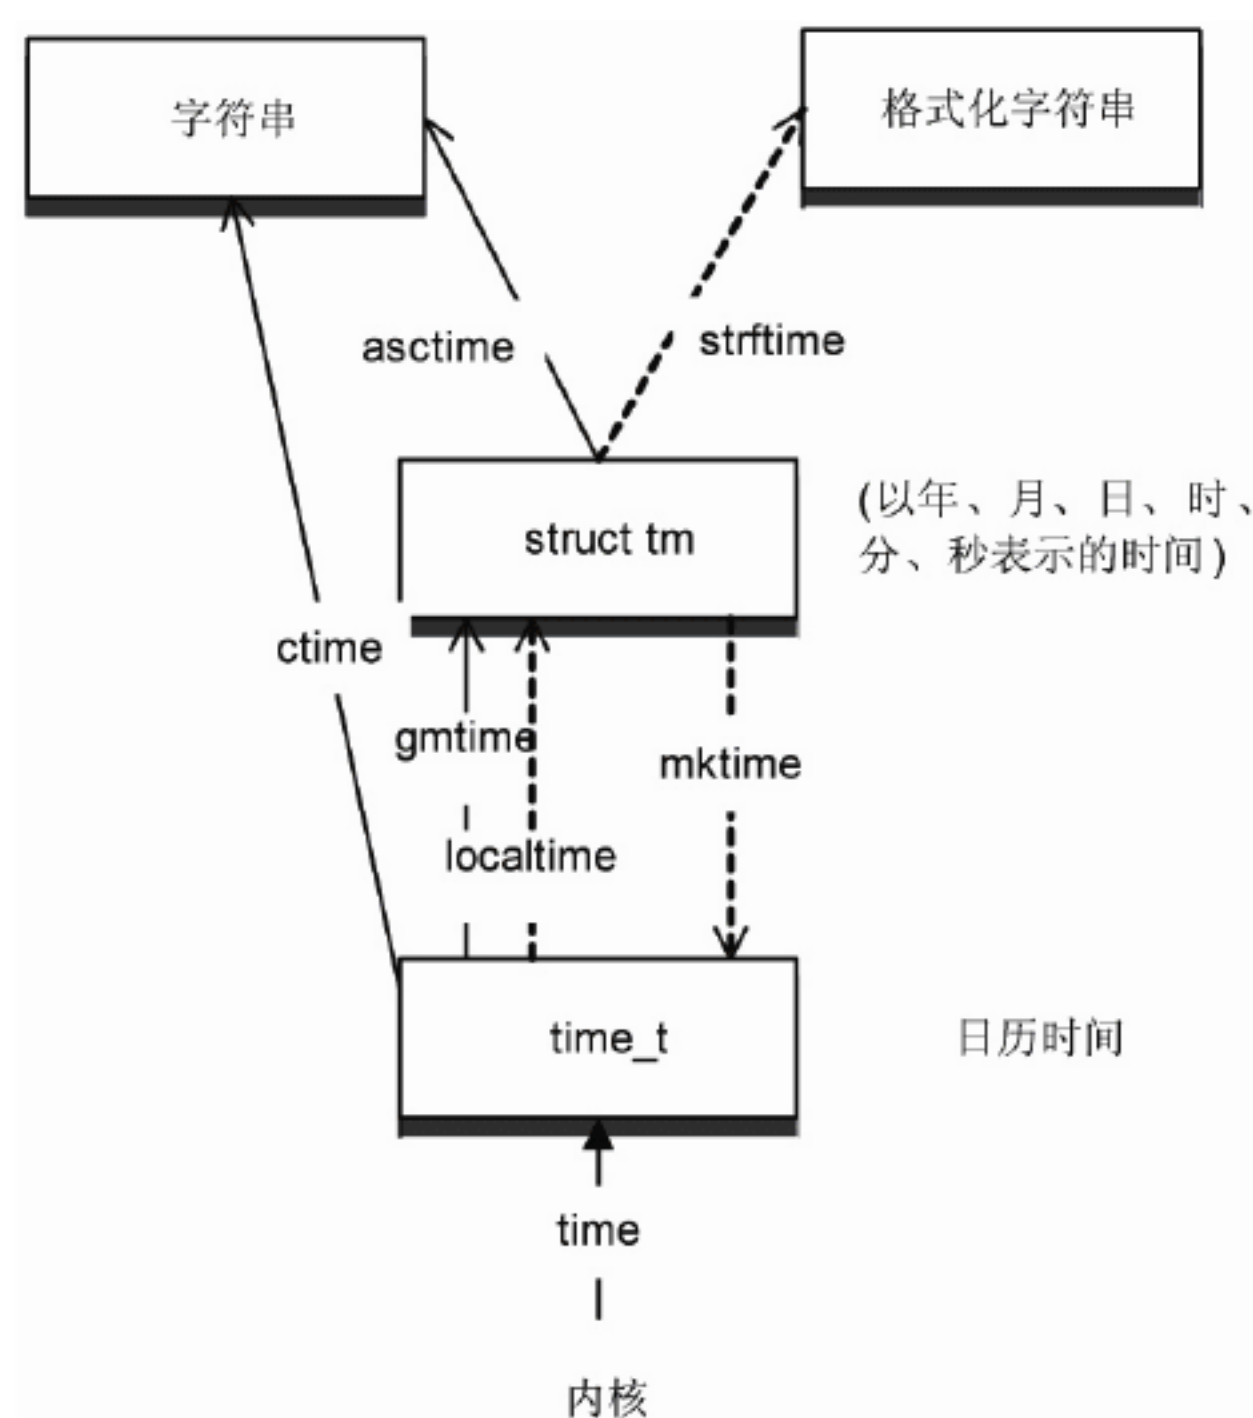 字符串
格式化字符串
asctime
strftime
struct tm
(以年、月、日、时、
分、秒表示的时间)
ctime
gmtime
mktime
localtime
time_t
日历时间
time
内核